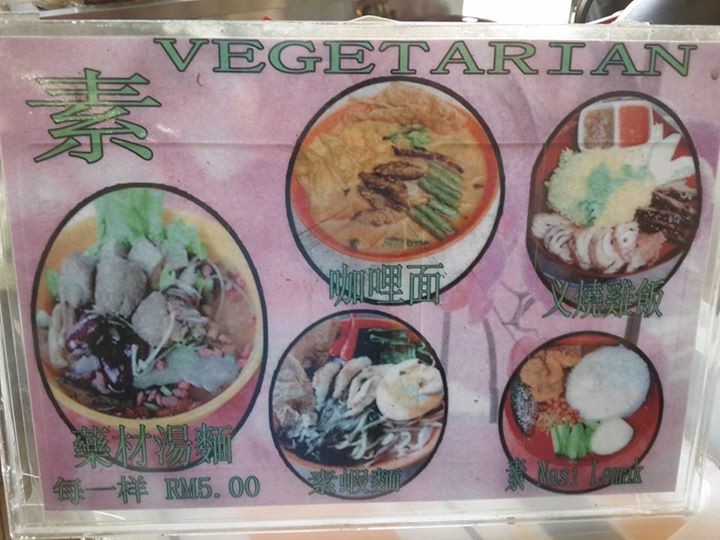 VEGETARIAN
素
咖哩面
叉燒雞飯
藥材湯麵
每一样 RM5.00
素蝦麵
素 Nasi Lemak